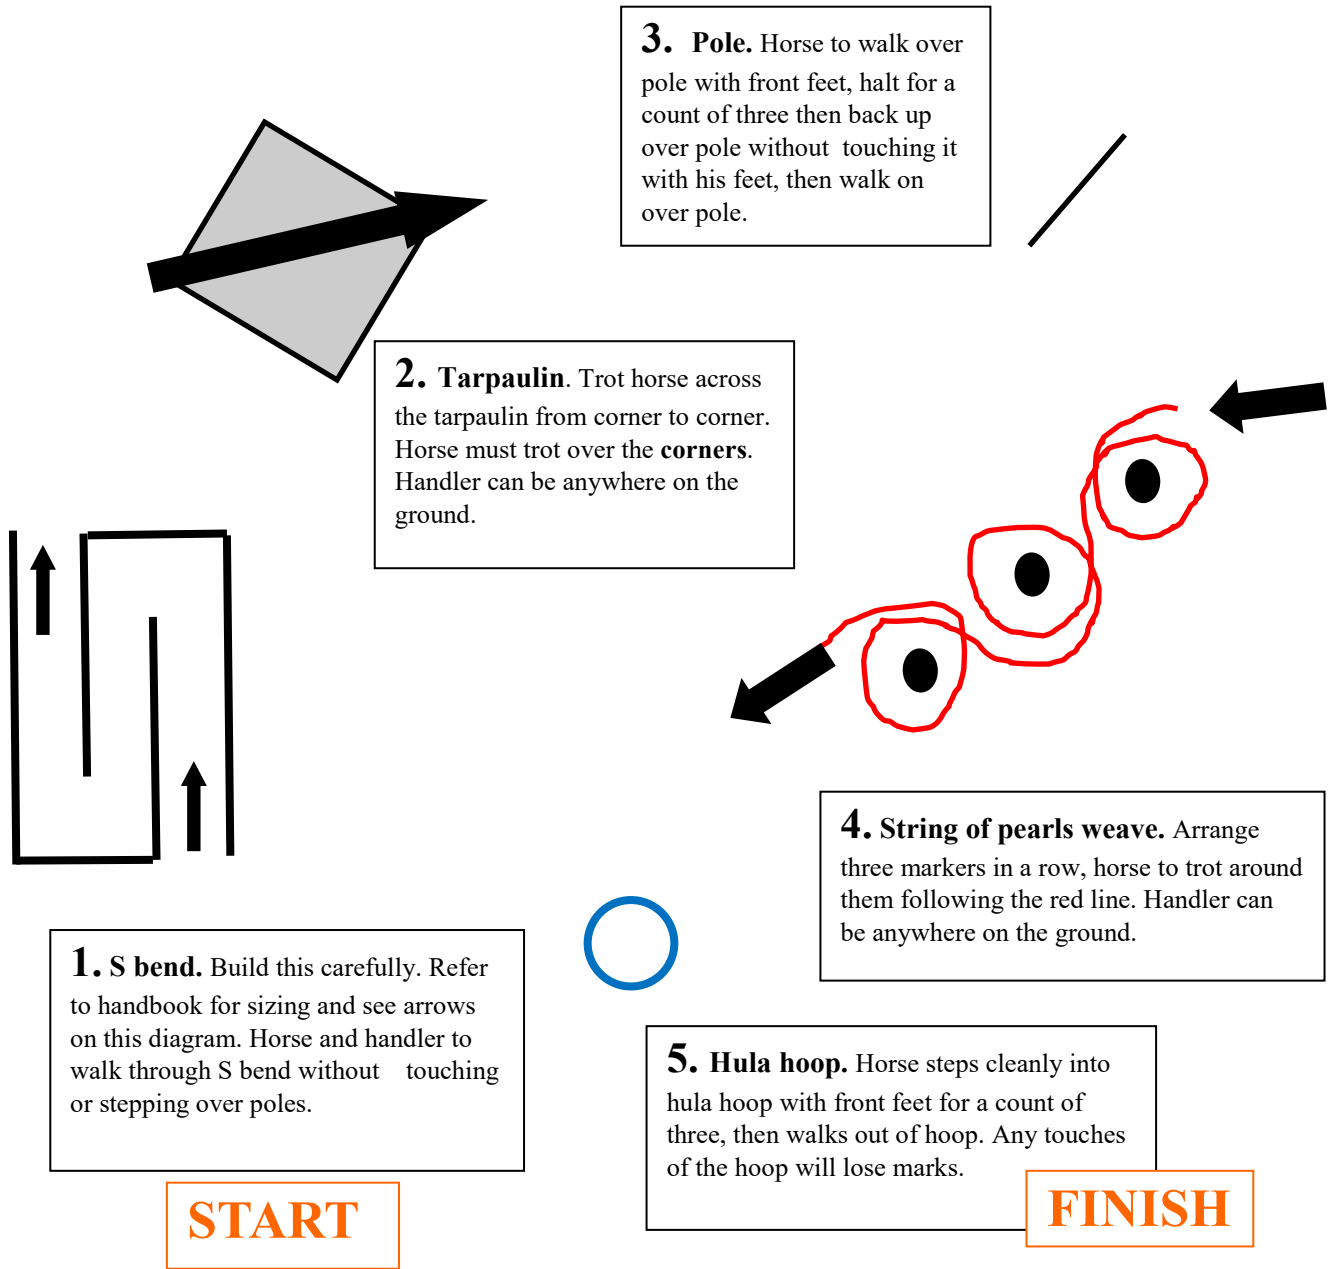 3. Pole. Horse to walk over
pole with front feet, halt for a
count of three then back up
over pole without touching it
with his feet, then walk on
over pole.
2. Tarpaulin. Trot horse across
the tarpaulin from corner to corner.
Horse must trot over the corners.
Handler can be anywhere on the
ground.
4. String of pearls weave. Arrange
three markers in a row, horse to trot around
them following the red line. Handler can
be anywhere on the ground.
1. S bend. Build this carefully. Refer
to handbook for sizing and see arrows
on this diagram. Horse and handler to
walk through S bend without touching
or stepping over poles.
5. Hula hoop. Horse steps cleanly into
hula hoop with front feet for a count of
three, then walks out of hoop. Any touches
of the hoop will lose marks.
START
FINISH